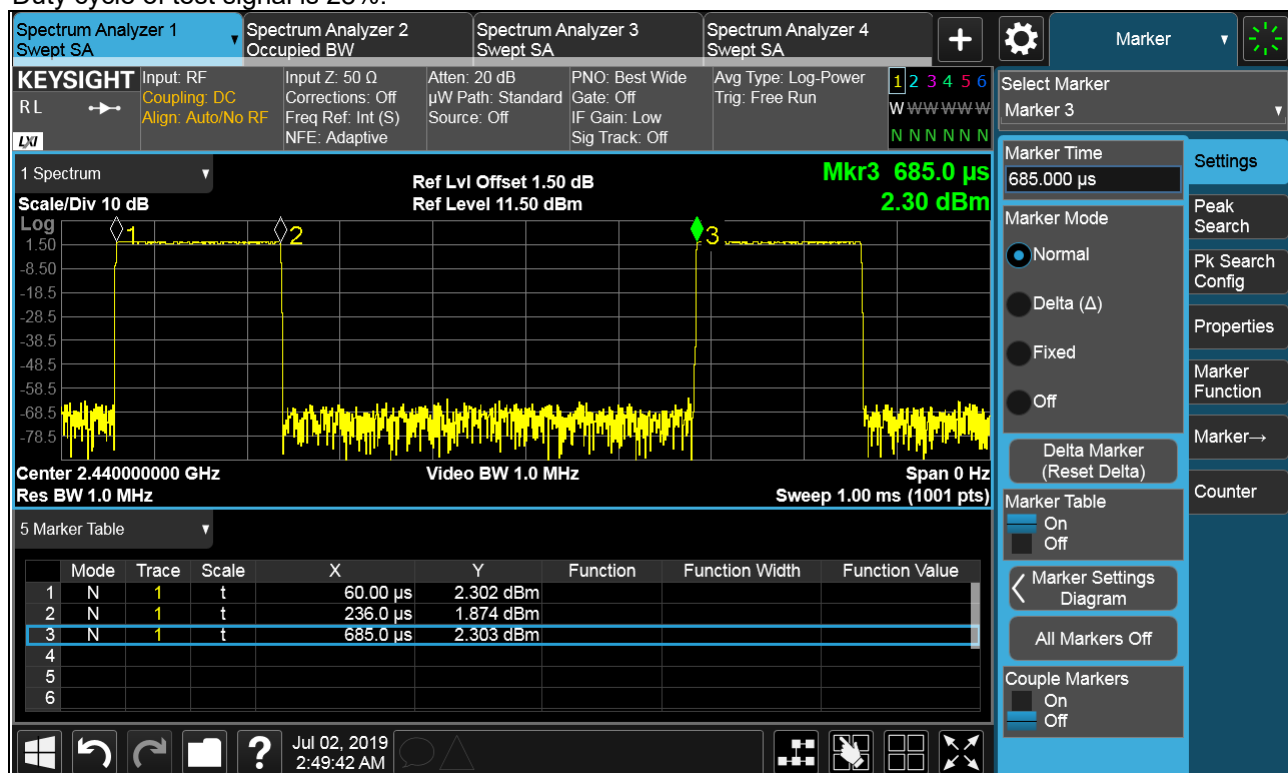 Spectrum Analyzer 1
Swept SA
Spectrum Analyzer 2
Occupied BW
Spectrum Analyzer 3
Swept SA
Spectrum Analyzer 4
Swept SA
Marker
KEYSIGHT
R L
LXI
Input: RF
Coupling: DC
Align: Auto/No RF
Input Z: 50 Ω
Corrections: Off
Freq Ref: Int (S)
NFE: Adaptive
Atten: 20 dB
µW Path: Standard
Source: Off
PNO: Best Wide
Gate: Off
IF Gain: Low
Sig Track: Off
Avg Type: Log-Power
Trig: Free Run
1 2 3 4 5 6
W W W W W W
N N N N N N
Select Marker
Marker 3
1 Spectrum
Scale/Div 10 dB
Ref Lvl Offset 1.50 dB
Ref Level 11.50 dBm
Mkr3 685.0 µs
2.30 dBm
Log
1.50
-8.50
-18.5
-28.5
-38.5
-48.5
-58.5
-68.5
-78.5
1
2
3
Center 2.440000000 GHz
Res BW 1.0 MHz
Video BW 1.0 MHz
Span 0 Hz
Sweep 1.00 ms (1001 pts)
5 Marker Table
Mode Trace Scale X Y Function Function Width Function Value
1 N 1 t 60.00 µs 2.302 dBm
2 N 1 t 236.0 µs 1.874 dBm
3 N 1 t 685.0 µs 2.303 dBm
4
5
6
Marker Time
685.000 µs
Marker Mode
Normal
Delta (Δ)
Fixed
Off
Delta Marker
(Reset Delta)
Marker Table
On
Off
Marker Settings
Diagram
All Markers Off
Couple Markers
On
Off
Settings
Peak
Search
Pk Search
Config
Properties
Marker
Function
Marker→
Counter
?
Jul 02, 2019
2:49:42 AM